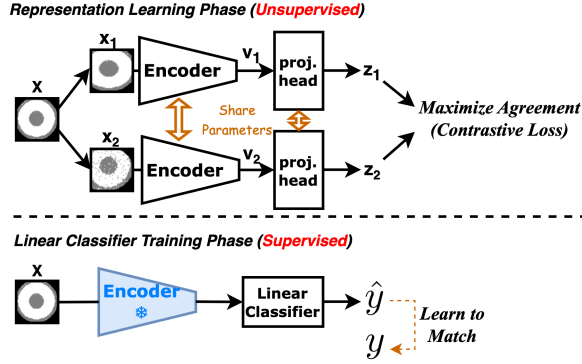 Representation Learning Phase (Unsupervised)
x
x1
Encoder
v1
proj.
head
z1
Share
Parameters
x2
Encoder
v2
proj.
head
z2
Maximize Agreement
(Contrastive Loss)
Linear Classifier Training Phase (Supervised)
x
Encoder
Linear
Classifier
ŷ
y
Learn to
Match